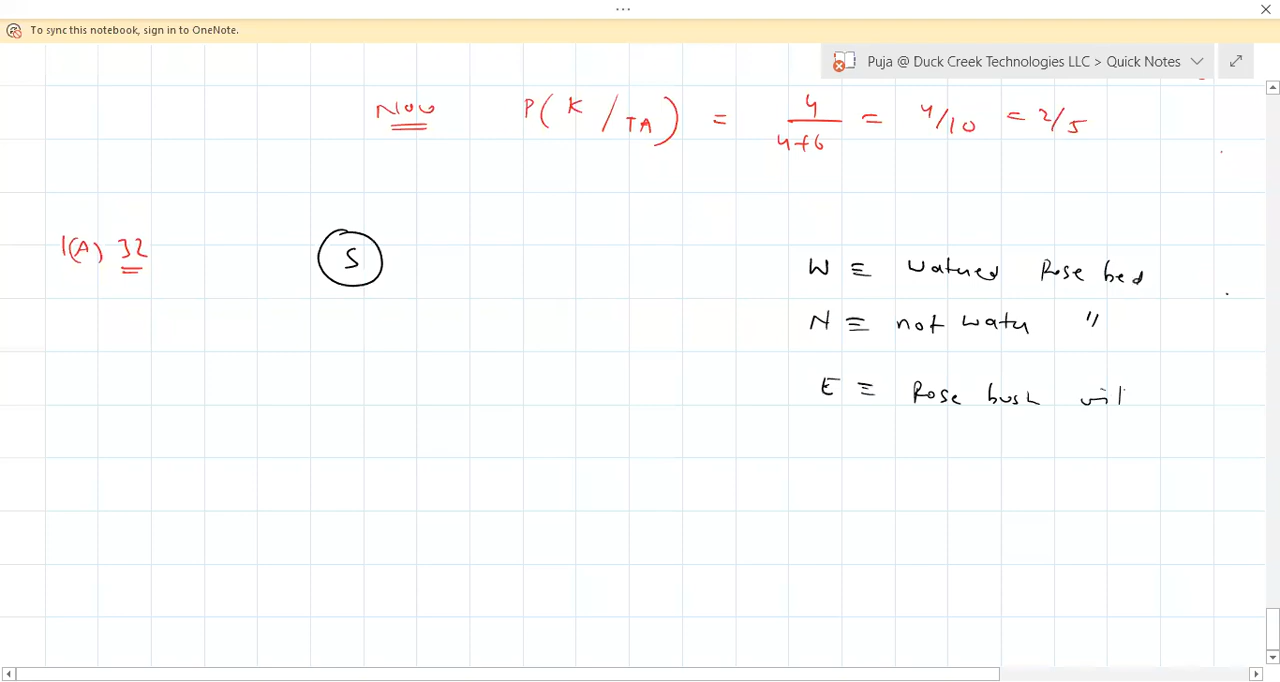 To sync this notebook, sign in to OneNote.
Puja @ Duck Creek Technologies LLC > Quick Notes
Now P(K/TA) = 4/(4+6) = 4/10 = 2/5
1(A) 32
S
W ≡ Watered Rose bed
N ≡ not water "
E ≡ Rose bush wil